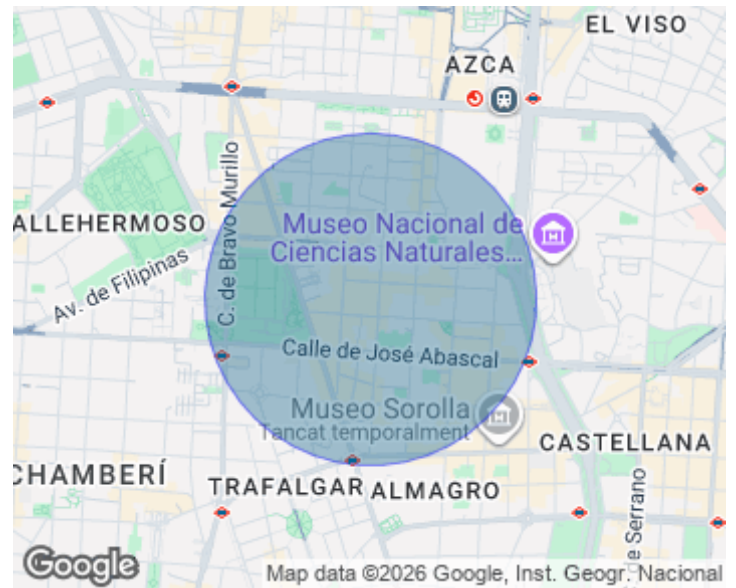 EL VISO
AZCA
C. de Bravo Murillo
ALLEHERMOSO
Museo Nacional de
Ciencias Naturales...
Av. de Filipinas
Calle de José Abascal
Museo Sorolla
Tancat temporalment
CASTELLANA
CHAMBERÍ
TRAFALGAR
ALMAGRO
e Serrano
Google
Map data ©2026 Google, Inst. Geogr. Nacional